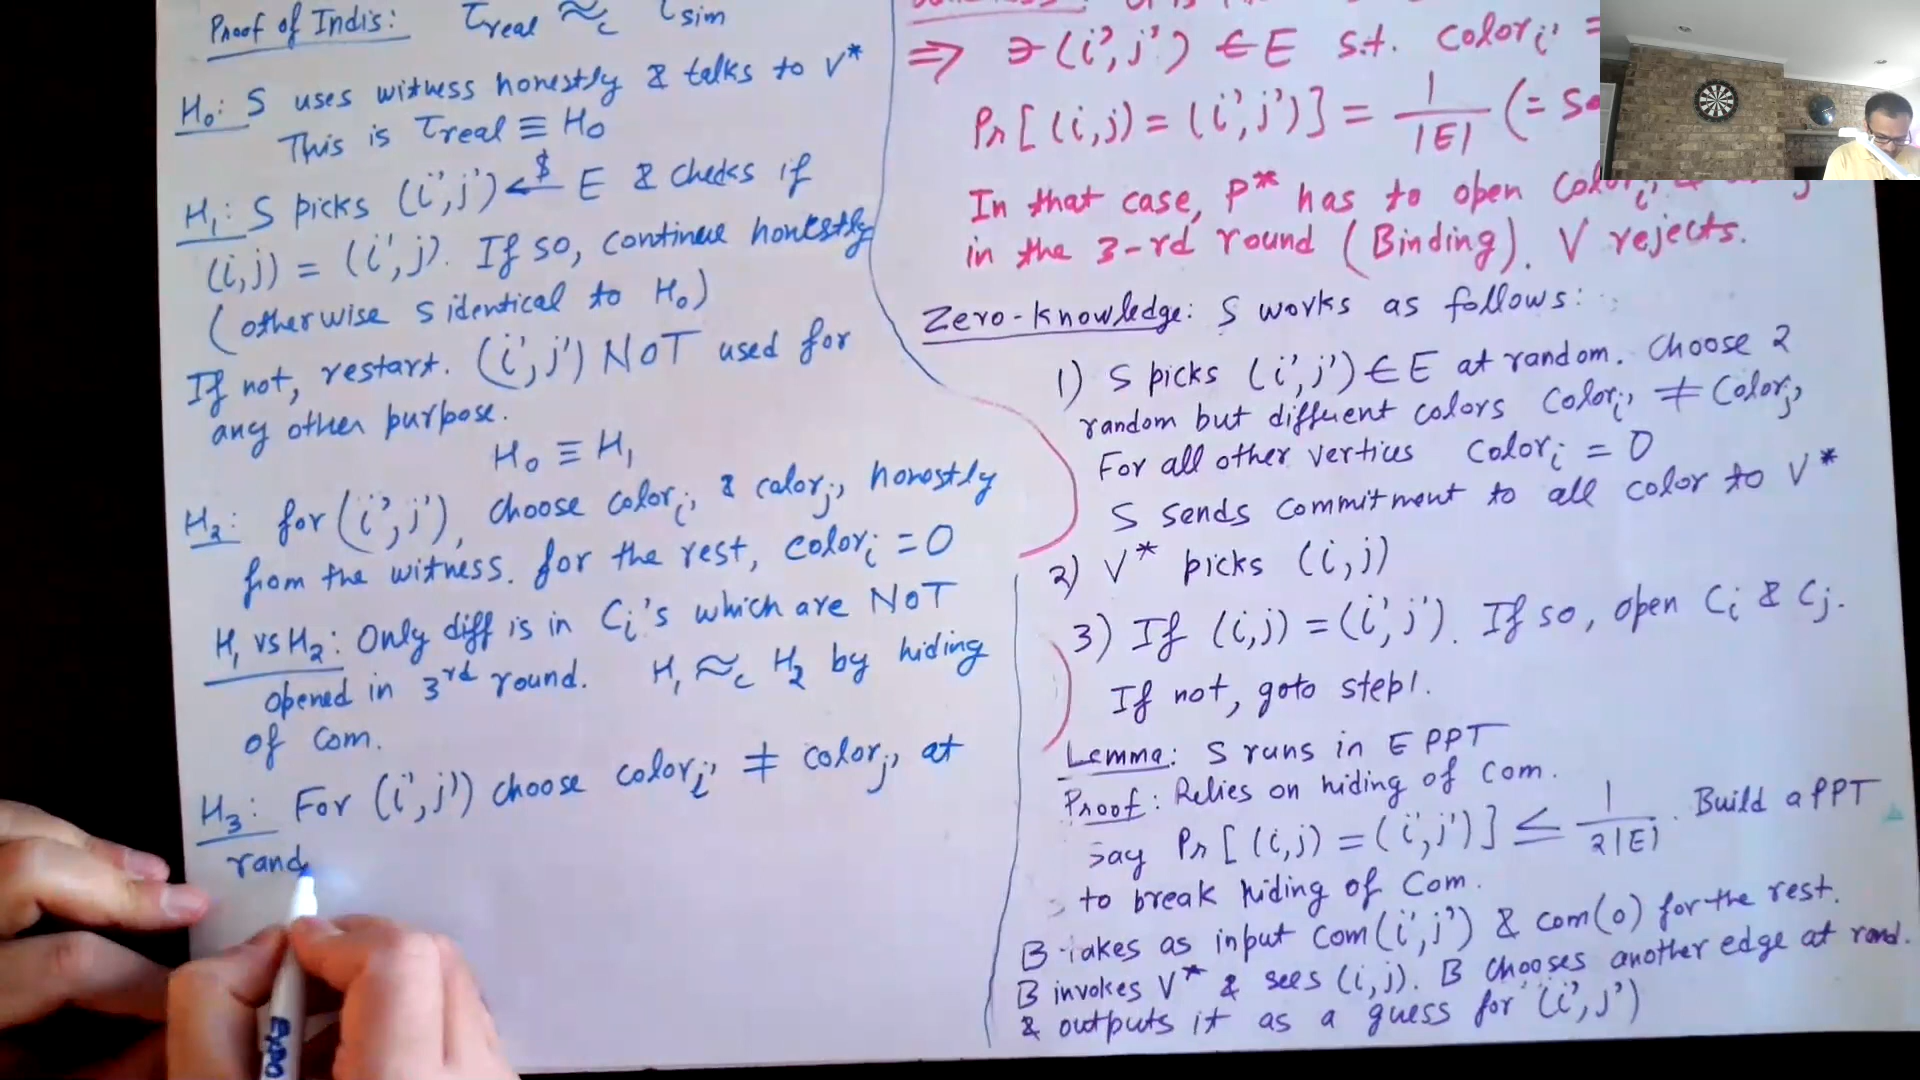 Proof of Indis: τreal ≈c τsim
H0: S uses witness honestly & talks to V*
This is τreal ≡ H0
H1: S picks (i',j') <-$ E & checks if
(i,j) = (i',j'). If so, continue honestly
(otherwise S identical to H0)
If not, restart. (i',j') NOT used for
any other purpose.
H0 ≡ H1
H2: for (i',j'), choose colori' & colorj' honostly
from the witness. for the rest, colori = 0
H1 vs H2: Only diff is in Ci's which are NOT
opened in 3rd round. H1 ≈c H2 by hiding
of Com.
H3: For (i',j') choose colori' ≠ colorj' at
rand
=> ∃ (i',j') ∈ E s.t. colori' =
Pr[(i,j) = (i',j')] = 1/|E| (=
In that case, P* has to open
in the 3-rd round (Binding). V rejects.
Zero-knowledge: S works as follows:
1) S picks (i',j') ∈ E at random. Choose 2
random but different colors Colori' ≠ Colorj'
For all other vertices Colori = 0
S sends commitment to all color to V*
2) V* picks (i,j)
3) If (i,j) = (i',j'). If so, open Ci & Cj.
If not, goto step 1.
Lemma: S runs in EPPT
Proof: Relies on hiding of Com.
Say Pr[(i,j) = (i',j')] ≤ 1/2|E|. Build a PPT
to break hiding of Com.
B takes as input Com(i',j') & com(0) for the rest.
B invokes V* & sees (i,j). B chooses another edge at rand.
& outputs it as a guess for (i',j')
Expo